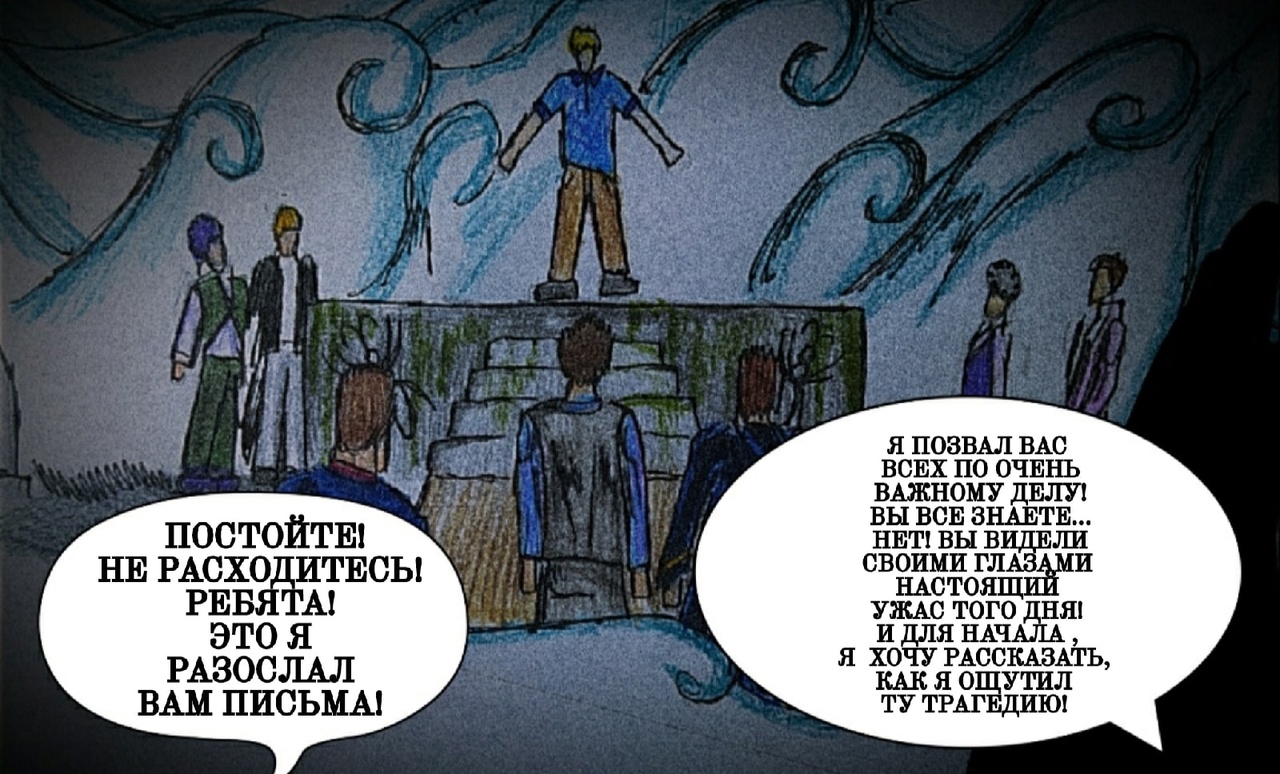 ПОСТОЙТЕ!
НЕ РАСХОДИТЕСЬ!
РЕБЯТА!
ЭТО Я
РАЗОСЛАЛ
ВАМ ПИСЬМА!
Я ПОЗВАЛ ВАС
ВСЕХ ПО ОЧЕНЬ
ВАЖНОМУ ДЕЛУ!
ВЫ ВСЕ ЗНАЕТЕ...
НЕТ! ВЫ ВИДЕЛИ
СВОИМИ ГЛАЗАМИ
НАСТОЯЩИЙ
УЖАС ТОГО ДНЯ!
И ДЛЯ НАЧАЛА ,
Я ХОЧУ РАССКАЗАТЬ,
КАК Я ОЩУТИЛ
ТУ ТРАГЕДИЮ!